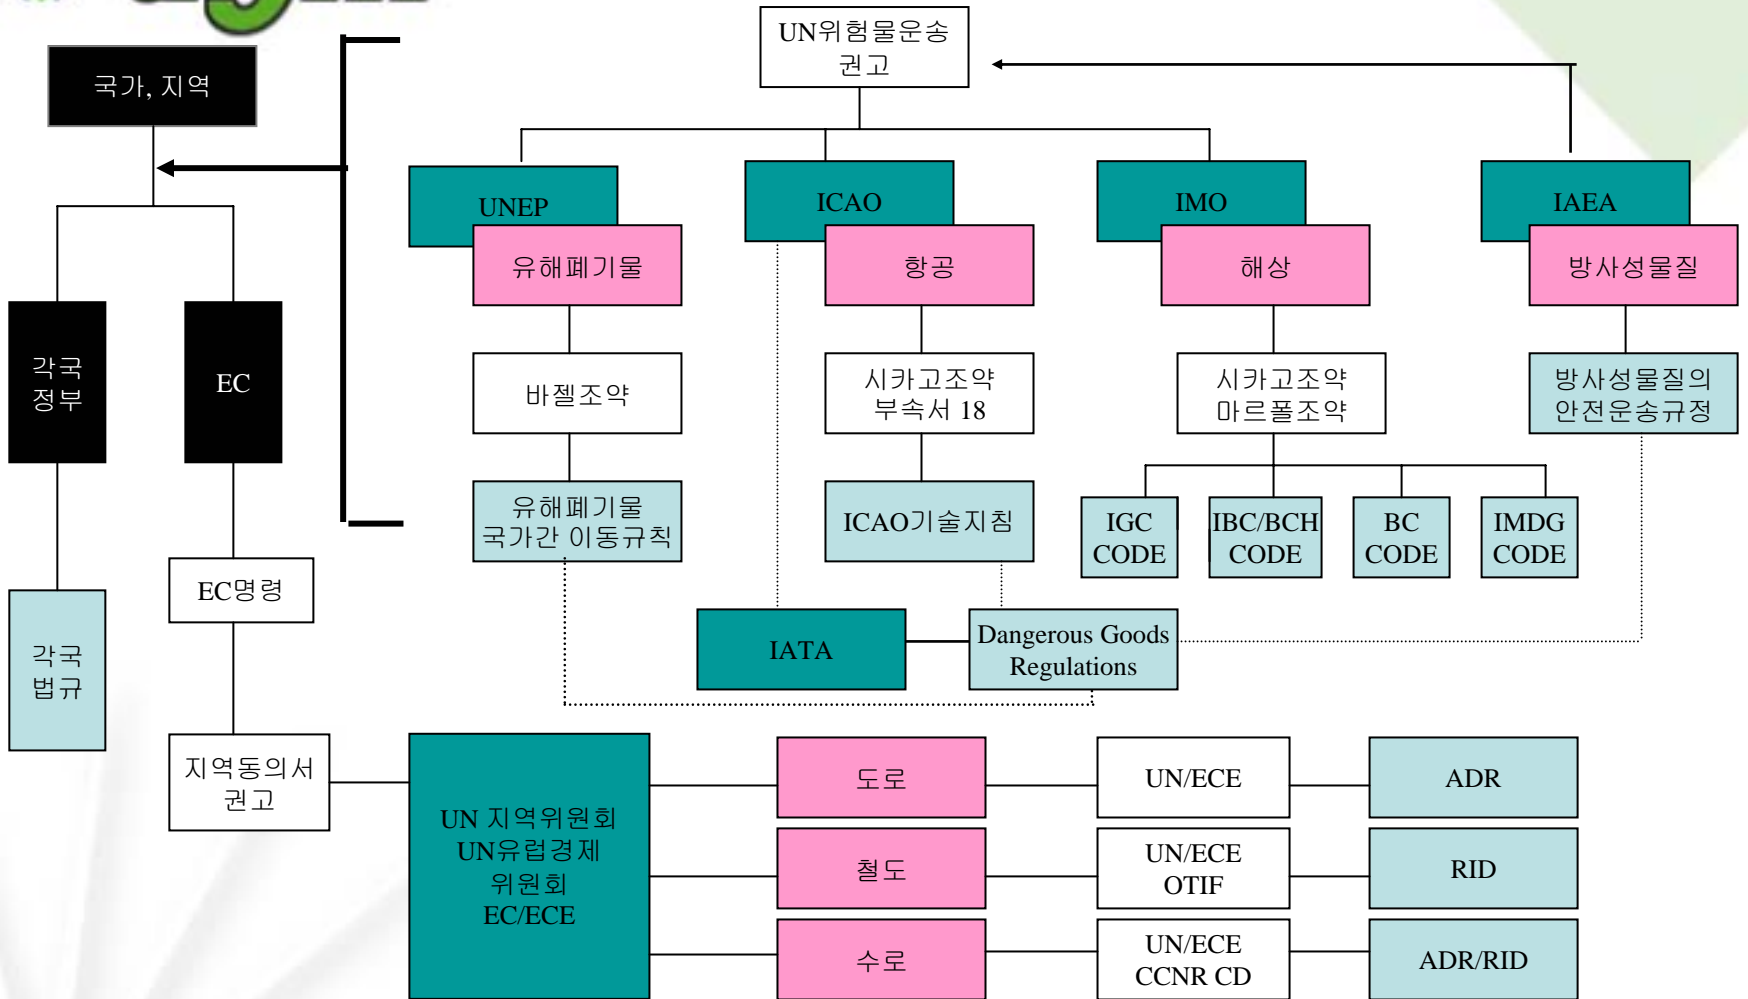 UN위험물운송
권고
국가, 지역
UNEP
ICAO
IMO
IAEA
유해폐기물
항공
해상
방사성물질
각국
정부
EC
바젤조약
시카고조약
부속서 18
시카고조약
마르폴조약
방사성물질의
안전운송규정
유해폐기물
국가간 이동규칙
ICAO기술지침
IGC
CODE
IBC/BCH
CODE
BC
CODE
IMDG
CODE
EC명령
각국
법규
IATA
Dangerous Goods
Regulations
지역동의서
권고
UN 지역위원회
UN유럽경제
위원회
EC/ECE
도로
UN/ECE
ADR
철도
UN/ECE
OTIF
RID
수로
UN/ECE
CCNR CD
ADR/RID